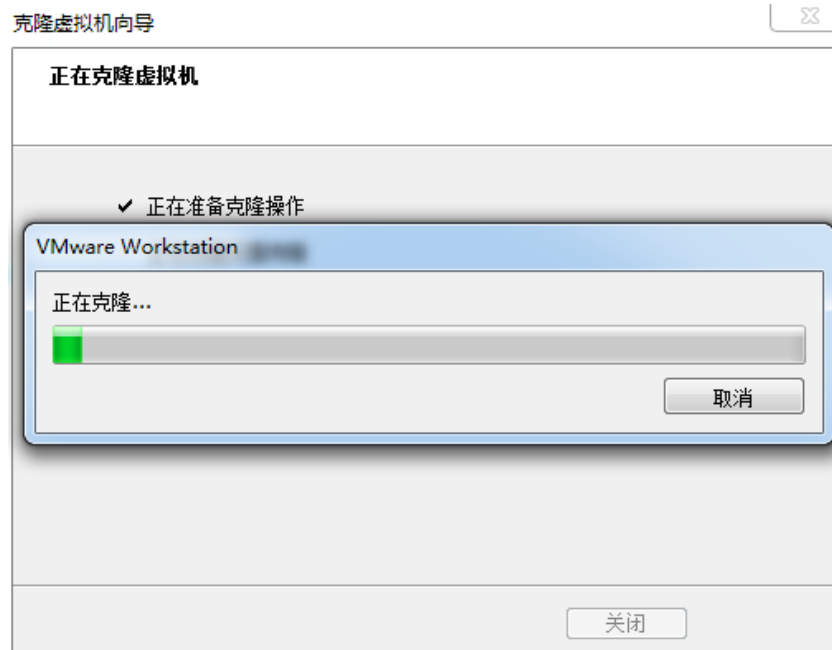 克隆虚拟机向导
正在克隆虚拟机
✔ 正在准备克隆操作
VMware Workstation
正在克隆...
取消
关闭